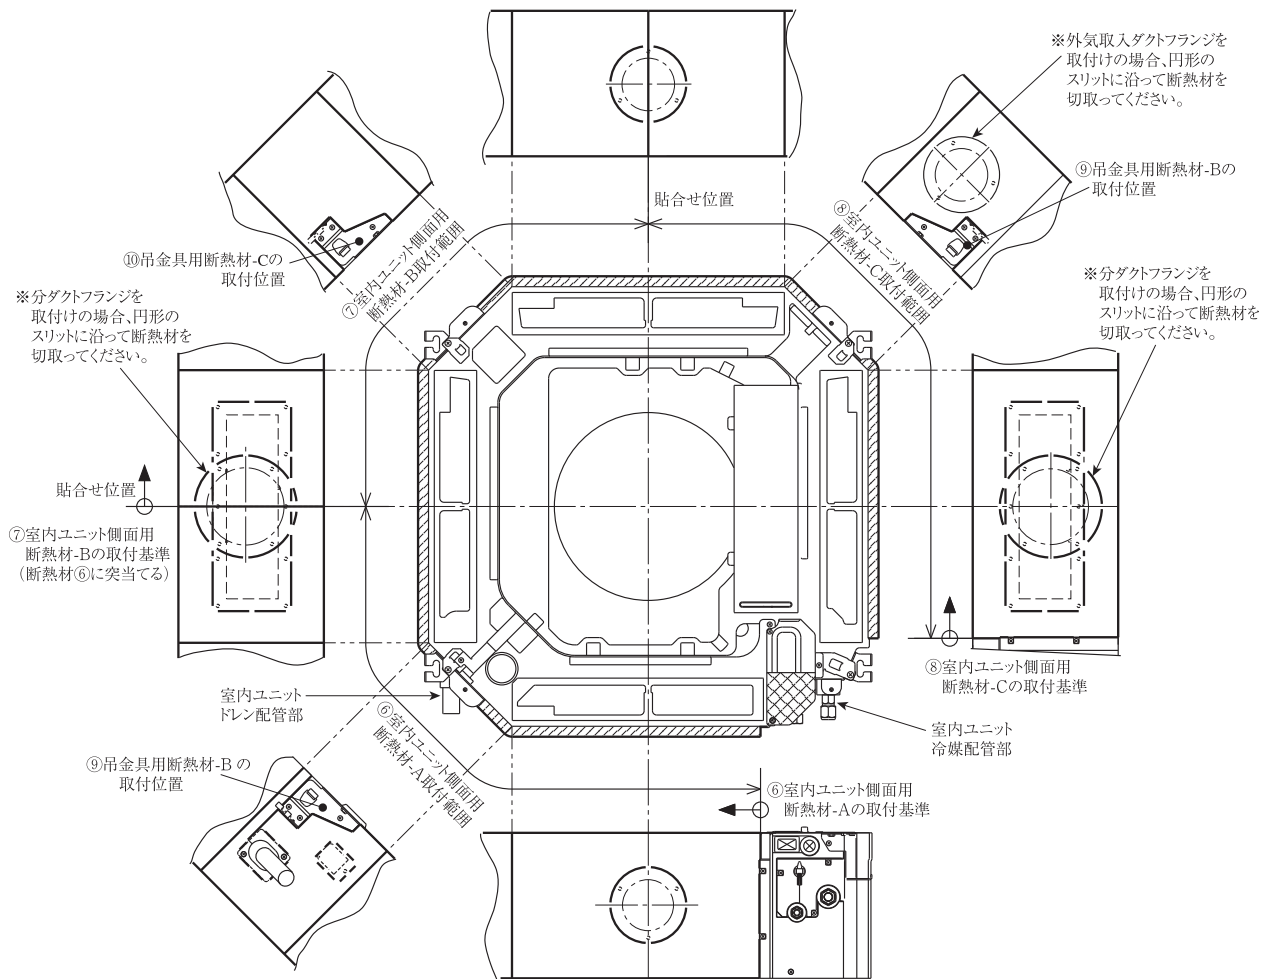 ※外気取入ダクトフランジを
取付けの場合、円形の
スリットに沿って断熱材を
切取ってください。
⑨吊金具用断熱材-Bの
取付位置
貼合せ位置
⑧室内ユニット側面用
断熱材-C取付範囲
⑦室内ユニット側面用
断熱材-B取付範囲
⑩吊金具用断熱材-Cの
取付位置
※分ダクトフランジを
取付けの場合、円形の
スリットに沿って断熱材を
切取ってください。
※分ダクトフランジを
取付けの場合、円形の
スリットに沿って断熱材を
切取ってください。
貼合せ位置
⑦室内ユニット側面用
断熱材-Bの取付基準
(断熱材⑥に突当てる)
⑧室内ユニット側面用
断熱材-Cの取付基準
室内ユニット
ドレン配管部
⑥室内ユニット側面用
断熱材-A取付範囲
室内ユニット
冷媒配管部
⑨吊金具用断熱材-Bの
取付位置
⑥室内ユニット側面用
断熱材-Aの取付基準